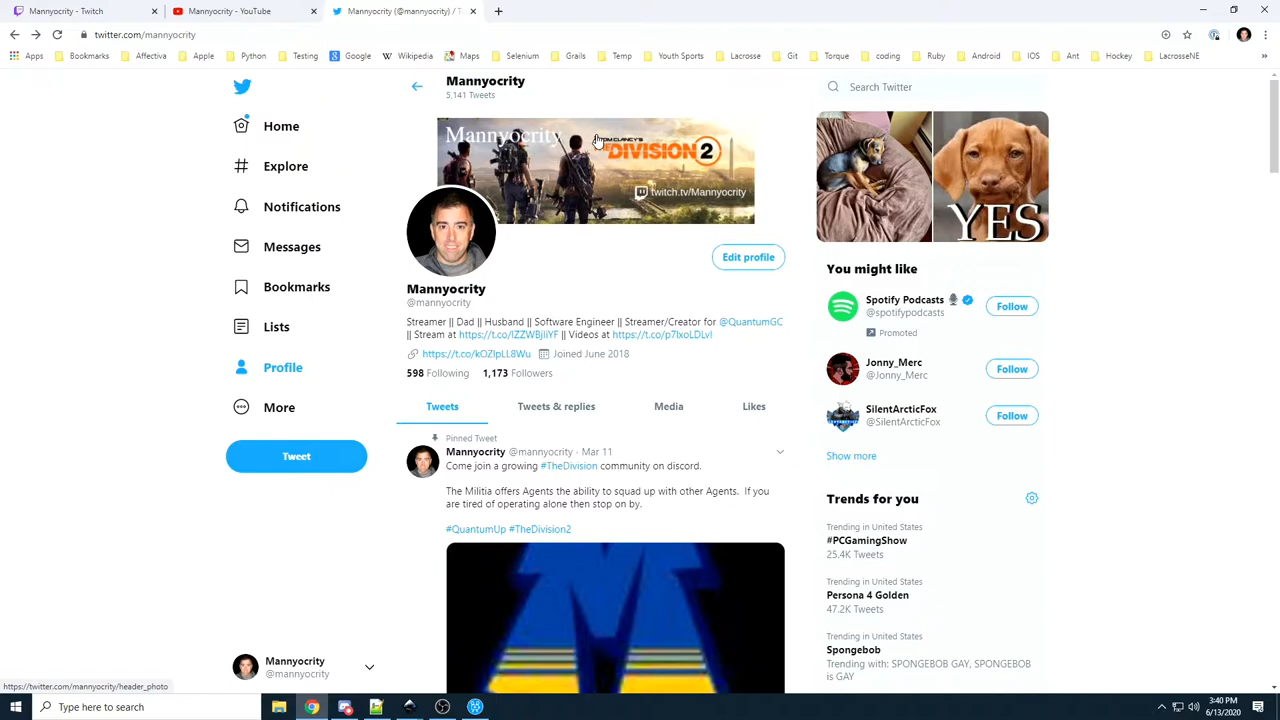 Mannyocrity - Twitch
Mannyocrity - YouTube
Mannyocrity (@mannyocrity) / T
twitter.com/mannyocrity
Apps
Bookmarks
Affectiva
Apple
Python
Testing
Google
Wikipedia
Maps
Selenium
Grails
Temp
Youth Sports
Lacrosse
Git
Torque
coding
Ruby
Android
IOS
Ant
Hockey
LacrosseNE
Home
Explore
Notifications
Messages
Bookmarks
Lists
Profile
More
Tweet
Mannyocrity
@mannyocrity
Mannyocrity
5,141 Tweets
Mannyocrity
TOM CLANCY'S
DIVISION 2
twitch.tv/Mannyocrity
Edit profile
Mannyocrity
@mannyocrity
Streamer || Dad || Husband || Software Engineer || Streamer/Creator for @QuantumGC
|| Stream at https://t.co/IZZWBjIiYF || Videos at https://t.co/p7IxoLDLvI
https://t.co/kOZIpLL8Wu Joined June 2018
598 Following 1,173 Followers
Tweets
Tweets & replies
Media
Likes
Pinned Tweet
Mannyocrity @mannyocrity · Mar 11
Come join a growing #TheDivision community on discord.
The Militia offers Agents the ability to squad up with other Agents. If you
are tired of operating alone then stop on by.
#QuantumUp #TheDivision2
Search Twitter
YES
You might like
Spotify Podcasts
@spotifypodcasts
Follow
Promoted
Jonny_Merc
@Jonny_Merc
Follow
SilentArcticFox
@SilentArcticFox
Follow
Show more
Trends for you
Trending in United States
#PCGamingShow
25.4K Tweets
Trending in United States
Persona 4 Golden
47.2K Tweets
Trending in United States
Spongebob
Trending with: SPONGEBOB GAY, SPONGEBOB
is GAY
https://twitter.com/mannyocrity/header_photo
Type here to search
3:40 PM
6/13/2020